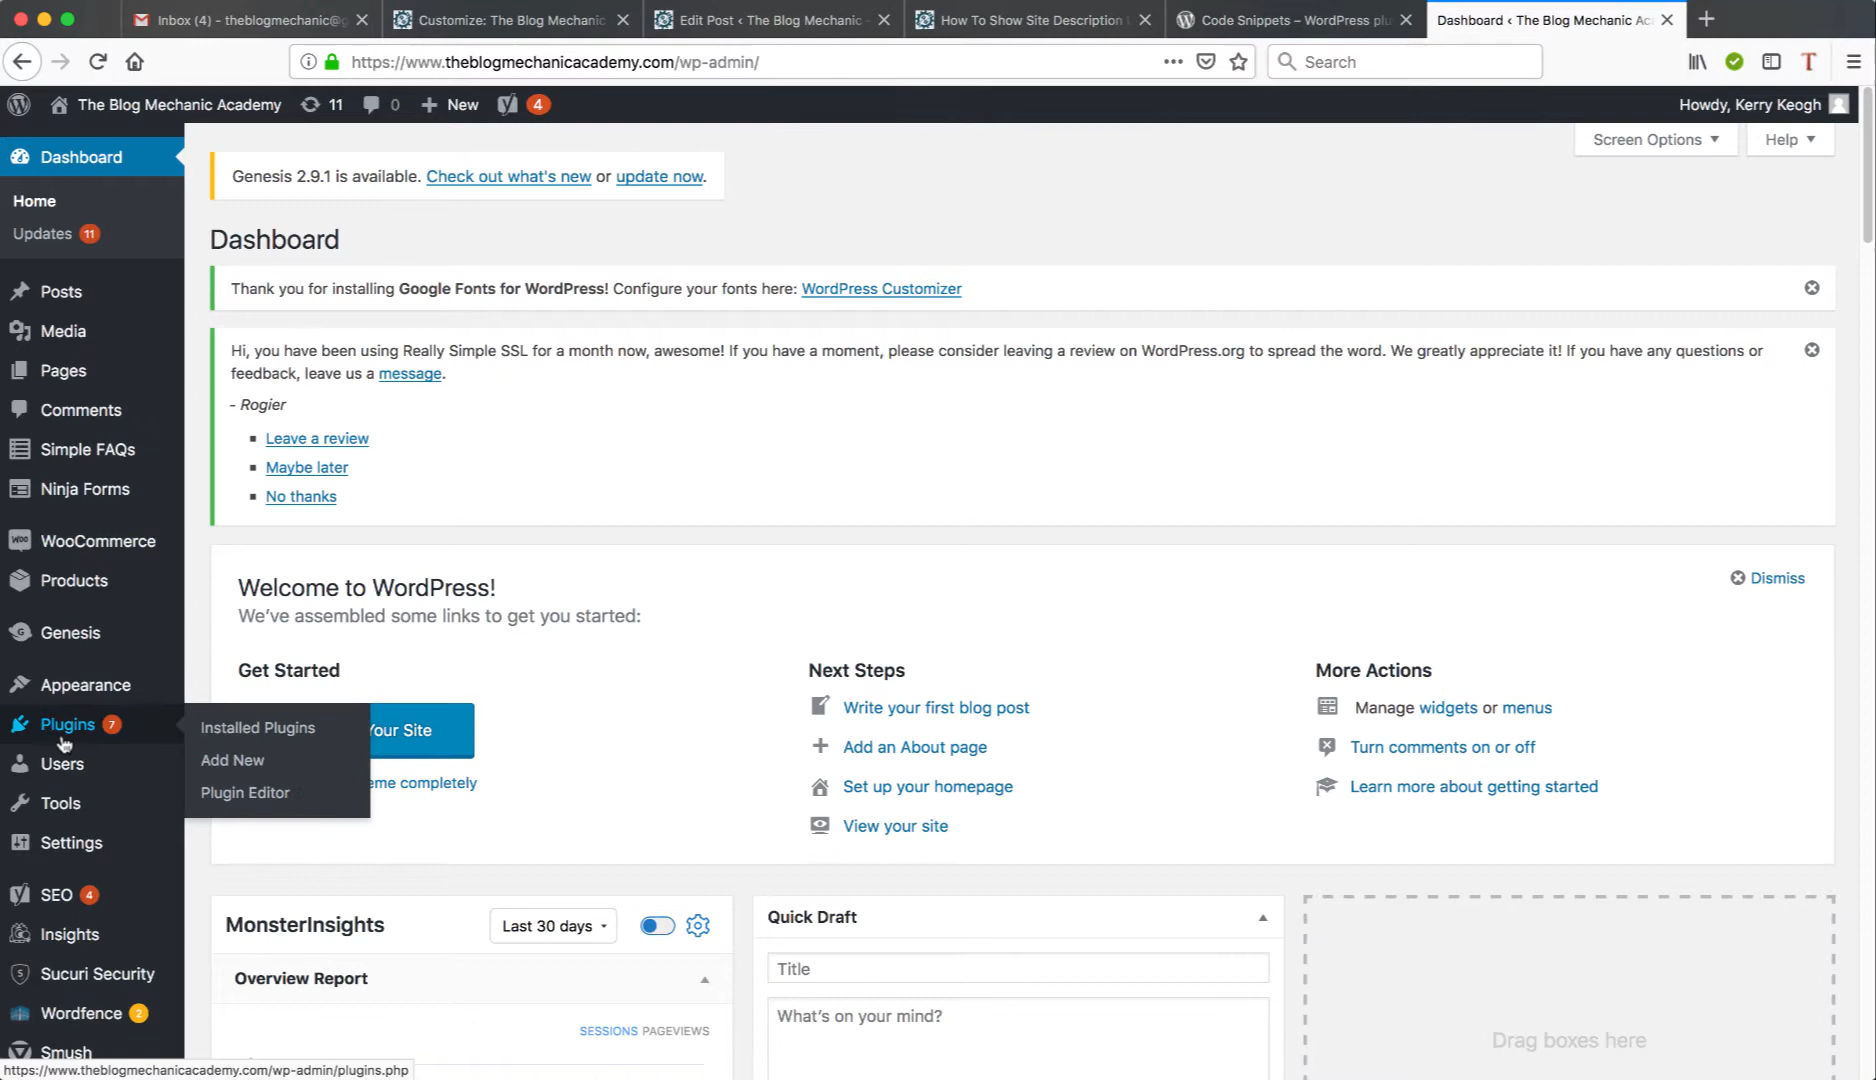 Inbox (4) - theblogmechanic@g
Customize: The Blog Mechanic
Edit Post ‹ The Blog Mechanic
How To Show Site Description
Code Snippets – WordPress plu
Dashboard ‹ The Blog Mechanic Ac
https://www.theblogmechanicacademy.com/wp-admin/
Search
The Blog Mechanic Academy
11
0
New
4
Howdy, Kerry Keogh
Screen Options
Help
Dashboard
Home
Updates 11
Posts
Media
Pages
Comments
Simple FAQs
Ninja Forms
WooCommerce
Products
Genesis
Appearance
Plugins 7
Users
Tools
Settings
SEO 4
Insights
Sucuri Security
Wordfence 2
Smush
Installed Plugins
Add New
Plugin Editor
Genesis 2.9.1 is available. Check out what's new or update now.
Dashboard
Thank you for installing Google Fonts for WordPress! Configure your fonts here: WordPress Customizer
Hi, you have been using Really Simple SSL for a month now, awesome! If you have a moment, please consider leaving a review on WordPress.org to spread the word. We greatly appreciate it! If you have any questions or
feedback, leave us a message.
- Rogier
Leave a review
Maybe later
No thanks
Welcome to WordPress!
We've assembled some links to get you started:
Dismiss
Get Started
Your Site
eme completely
Next Steps
Write your first blog post
Add an About page
Set up your homepage
View your site
More Actions
Manage widgets or menus
Turn comments on or off
Learn more about getting started
MonsterInsights
Last 30 days
Overview Report
SESSIONS PAGEVIEWS
Quick Draft
Title
What's on your mind?
Drag boxes here
https://www.theblogmechanicacademy.com/wp-admin/plugins.php